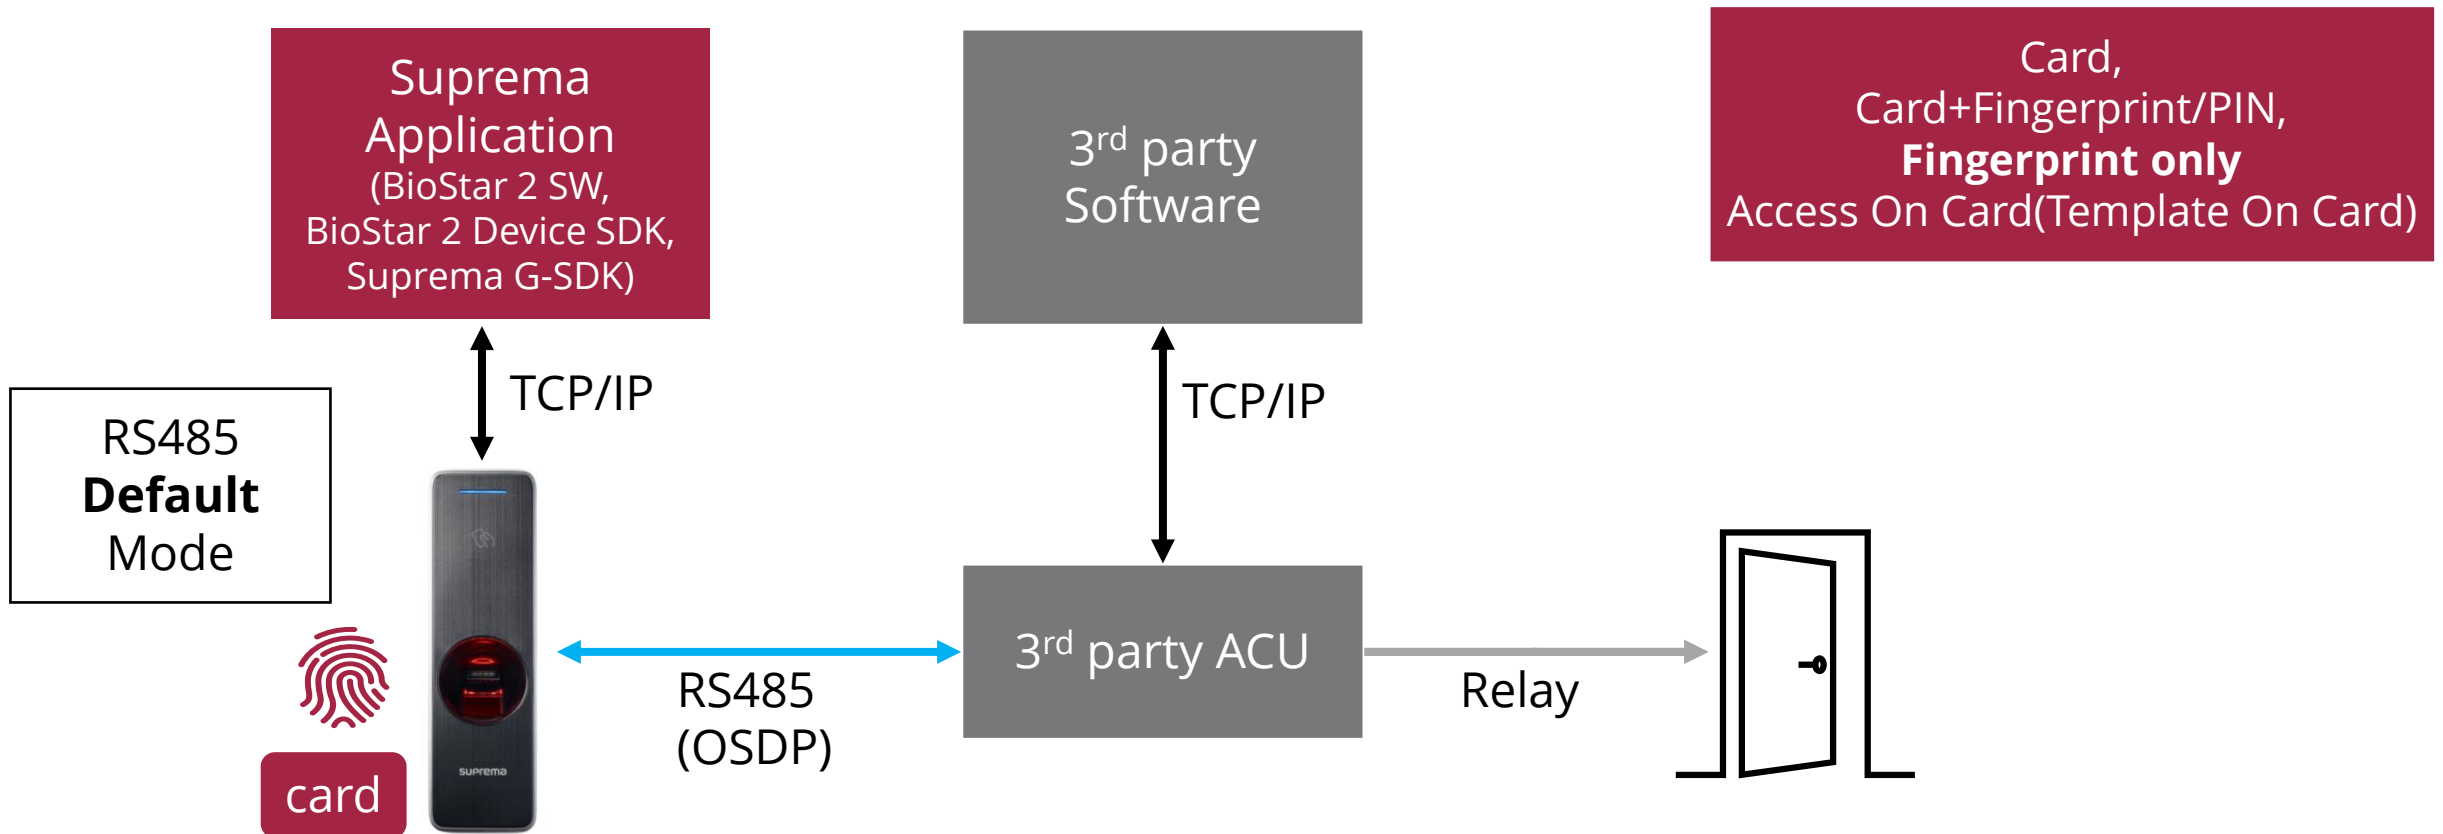 Suprema
Application
(BioStar 2 SW,
BioStar 2 Device SDK,
Suprema G-SDK)
3rd party
Software
Card,
Card+Fingerprint/PIN,
Fingerprint only
Access On Card(Template On Card)
TCP/IP
TCP/IP
RS485
Default
Mode
3rd party ACU
RS485
(OSDP)
Relay
suprema
card